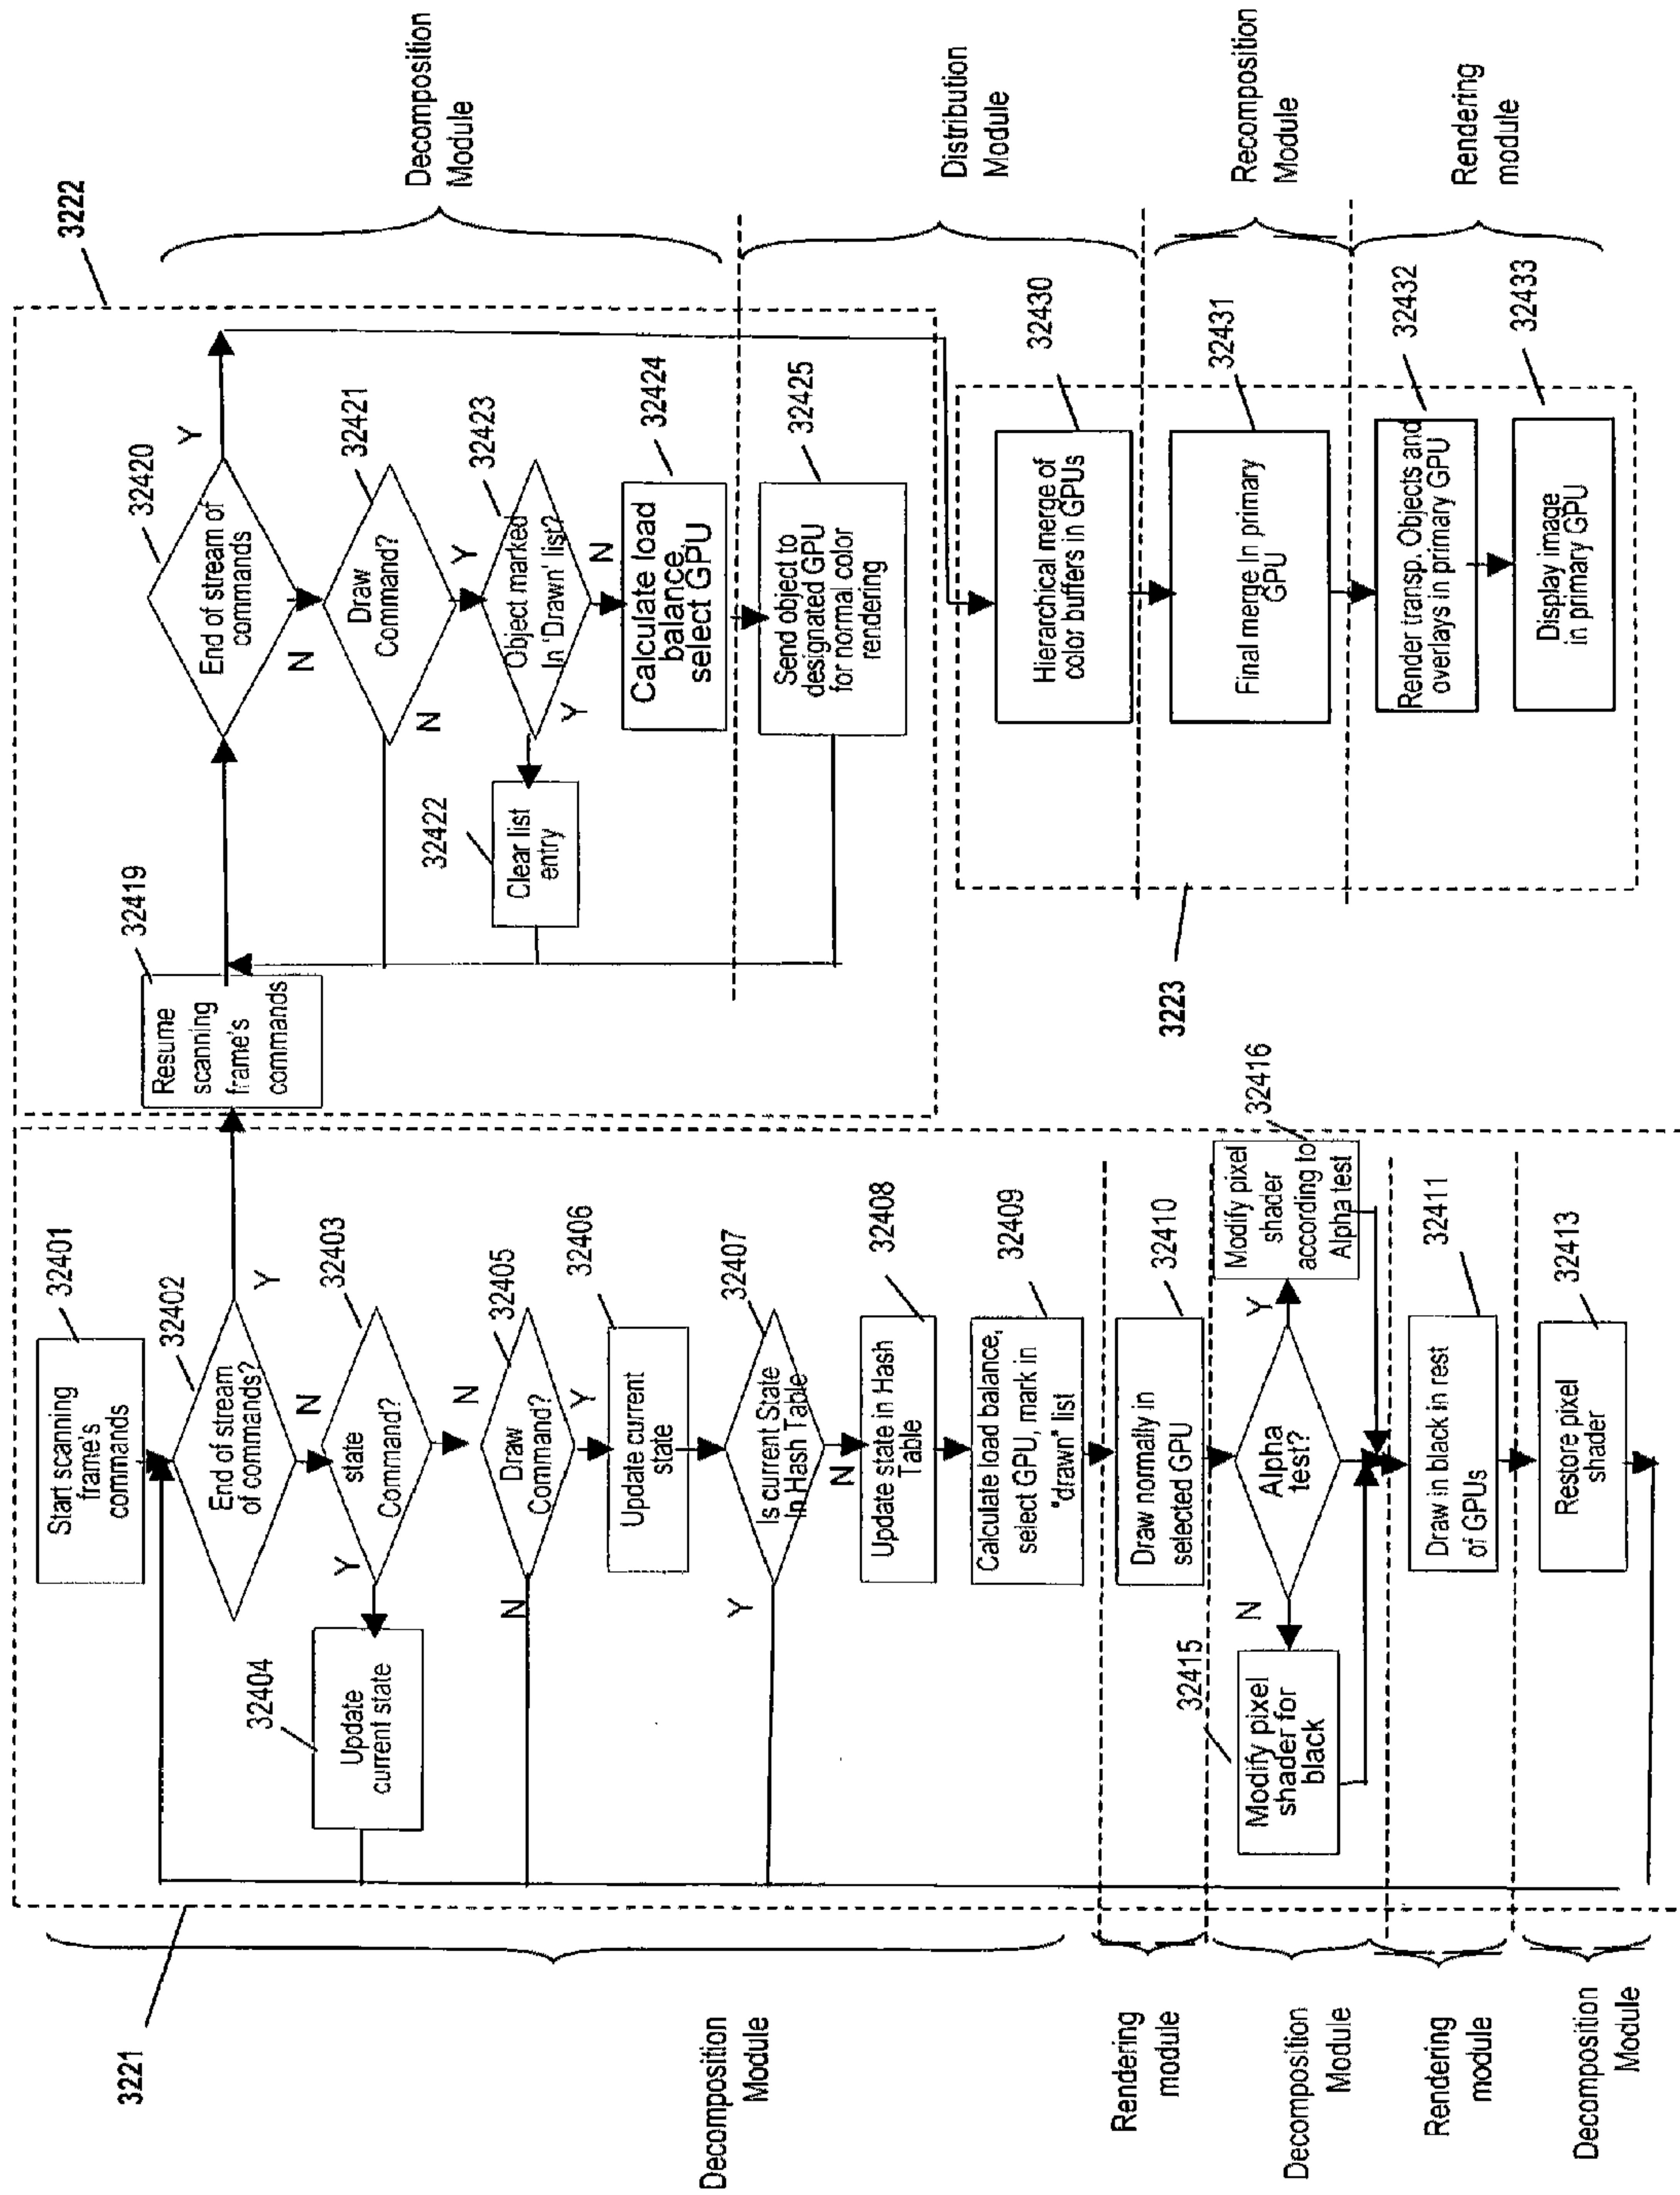 3221
Decomposition
Module
Rendering
module
Decomposition
Module
Rendering
module
Decomposition
Module
Start scanning
frame's
commands
32401
End of stream
of commands?
32402
Y
N
state
Command?
32403
Y
N
Update
current state
32404
Draw
Command?
32405
N
Y
Update current
state
32406
Is current State
In Hash Table
32407
Y
N
Update state in Hash
Table
32408
Calculate load balance,
select GPU, mark in
"drawn" list
32409
Draw normally in
selected GPU
32410
Alpha
test?
N
Y
32415
Modify pixel
shader for
black
Modify pixel
shader
according to
Alpha test
32416
Draw in black in rest
of GPUs
32411
Restore pixel
shader
32413
3222
Resume
scanning
frame's
commands
32419
End of stream of
commands
32420
Y
N
Draw
Command?
32421
N
Y
Object marked
In 'Drawn' list?
32423
Y
N
Clear list
entry
32422
Calculate load
balance,
select GPU
32424
Send object to
designated GPU
for normal color
rendering
32425
3223
Hierarchical merge of
color buffers in GPUs
32430
Final merge in primary
GPU
32431
Render transp. Objects and
overlays in primary GPU
32432
Display image
in primary GPU
32433
Decomposition
Module
Distribution
Module
Recomposition
Module
Rendering
module